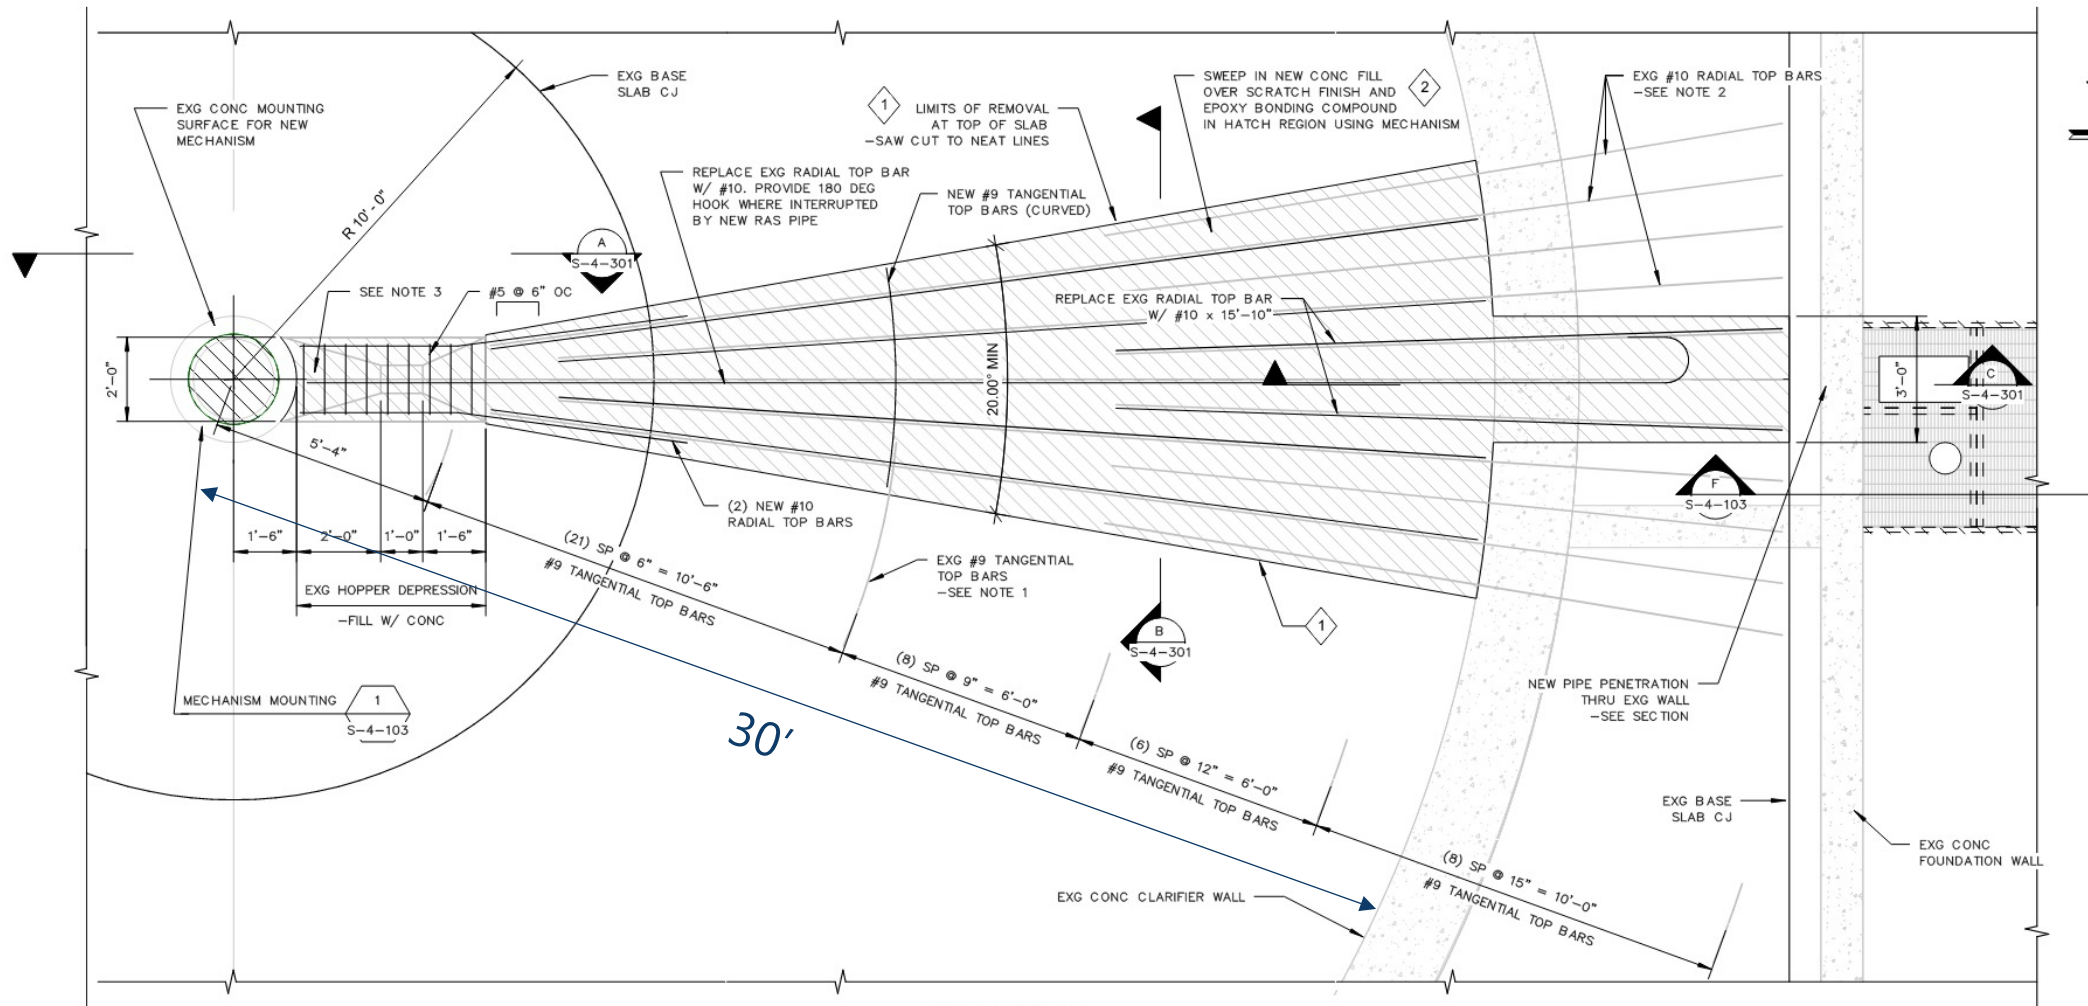 EXG BASE
SLAB CJ
EXG CONC MOUNTING
SURFACE FOR NEW
MECHANISM
R 10'-0"
1
LIMITS OF REMOVAL
AT TOP OF SLAB
-SAW CUT TO NEAT LINES
SWEEP IN NEW CONC FILL
OVER SCRATCH FINISH AND
EPOXY BONDING COMPOUND
IN HATCH REGION USING MECHANISM
2
EXG #10 RADIAL TOP BARS
-SEE NOTE 2
REPLACE EXG RADIAL TOP BAR
W/ #10. PROVIDE 180 DEG
HOOK WHERE INTERRUPTED
BY NEW RAS PIPE
NEW #9 TANGENTIAL
TOP BARS (CURVED)
A
S-4-301
SEE NOTE 3
#5 @ 6" OC
REPLACE EXG RADIAL TOP BAR
W/ #10 x 15'-10"
20.00° MIN
2'-0"
3'-0"
C
S-4-301
5'-4"
1'-6"
2'-0"
1'-0"
1'-6"
EXG HOPPER DEPRESSION
-FILL W/ CONC
(2) NEW #10
RADIAL TOP BARS
F
S-4-103
(21) SP @ 6" = 10'-6"
#9 TANGENTIAL TOP BARS
EXG #9 TANGENTIAL
TOP BARS
-SEE NOTE 1
1
B
S-4-301
(8) SP @ 9" = 6'-0"
#9 TANGENTIAL TOP BARS
30'
MECHANISM MOUNTING
1
S-4-103
NEW PIPE PENETRATION
THRU EXG WALL
-SEE SECTION
(6) SP @ 12" = 6'-0"
#9 TANGENTIAL TOP BARS
EXG BASE
SLAB CJ
EXG CONC
FOUNDATION WALL
(8) SP @ 15" = 10'-0"
#9 TANGENTIAL TOP BARS
EXG CONC CLARIFIER WALL